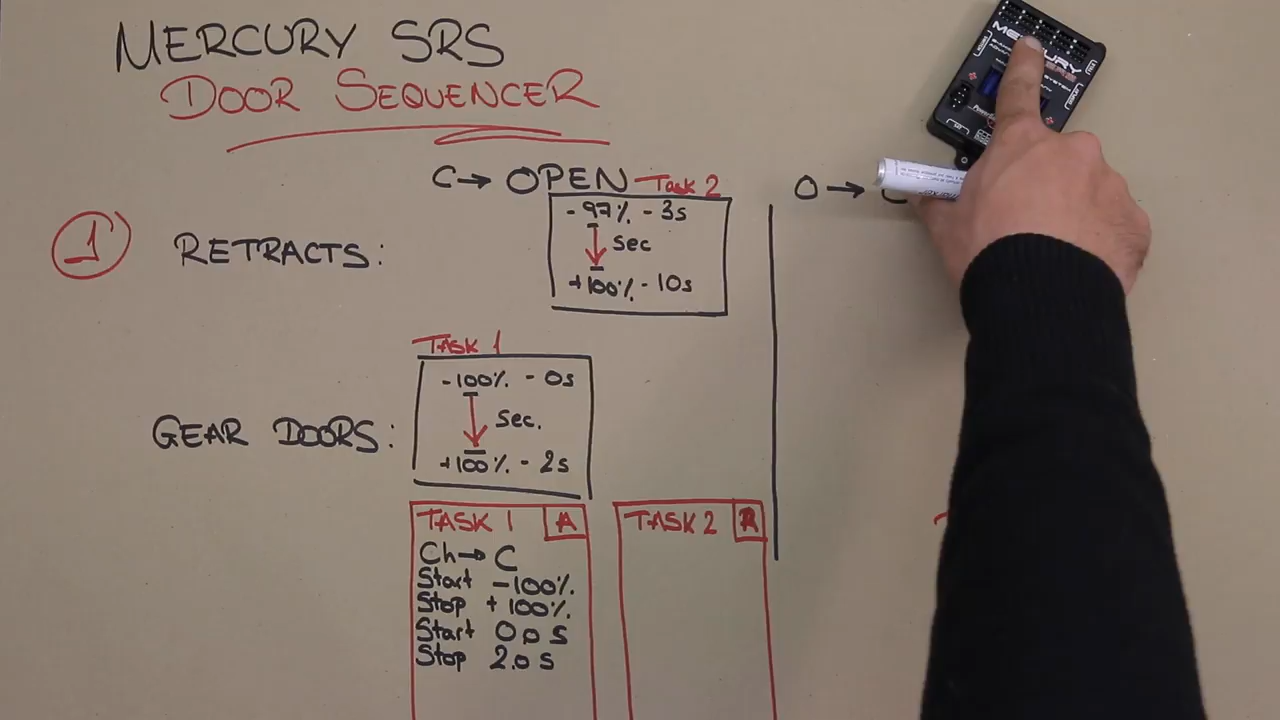 MERCURY SRS
DOOR SEQUENCER
C → OPEN
Task 2
O →
- 97% - 3s
sec
+100% - 10s
1
RETRACTS:
TASK 1
-100% - 0s
sec.
+100% - 2s
GEAR DOORS:
TASK 1 A
Ch → C
Start -100%
Stop +100%
Start 0.0 s
Stop 2.0 s
TASK 2 A